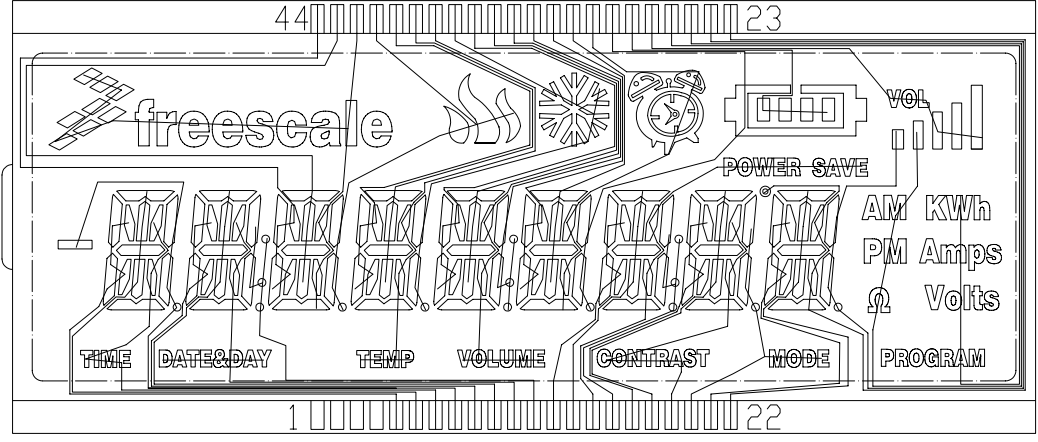 44 23
freescale
VOL
POWER SAVE
AM KWh
PM Amps
Ω Volts
TIME DATE&DAY TEMP VOLUME CONTRAST MODE PROGRAM
1 22